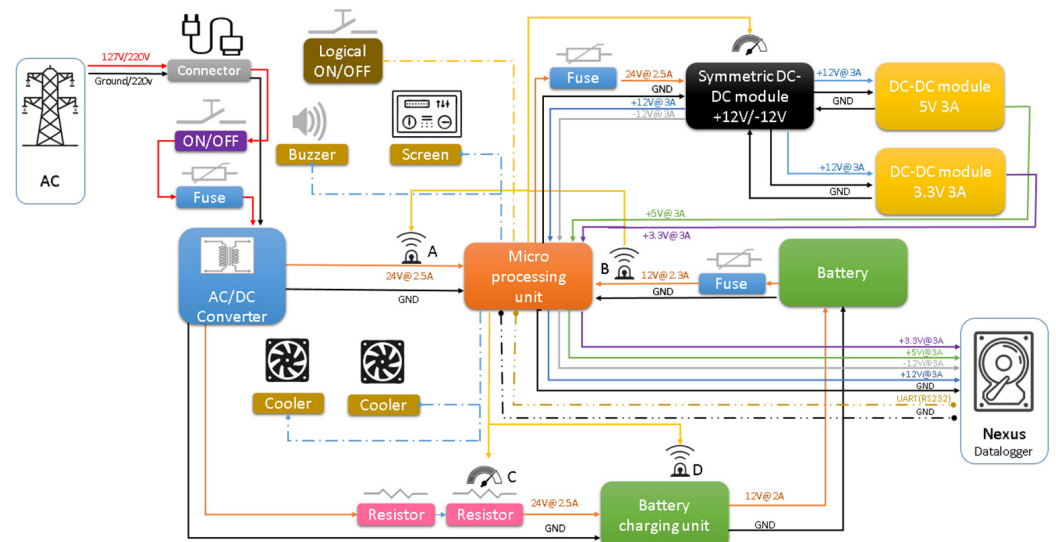 127V/220V
Ground/220v
Connector
AC
ON/OFF
Fuse
Logical
ON/OFF
Buzzer
Screen
Fuse
24V@2.5A
GND
+12V@3A
-12V@3A
Symmetric DC-
DC module
+12V/-12V
+12V@3A
GND
DC-DC module
5V 3A
+12V@3A
GND
DC-DC module
3.3V 3A
+5V@3A
+3.3V@3A
AC/DC
Converter
A
24V@2.5A
GND
Micro
processing
unit
B
12V@2.3A
GND
Fuse
Battery
Cooler
Cooler
+3.3V@3A
+5V@3A
-12V@3A
+12V@3A
GND
UART(RS232)
GND
Nexus
Datalogger
C
D
Resistor
Resistor
24V@2.5A
GND
Battery
charging unit
12V@2A
GND